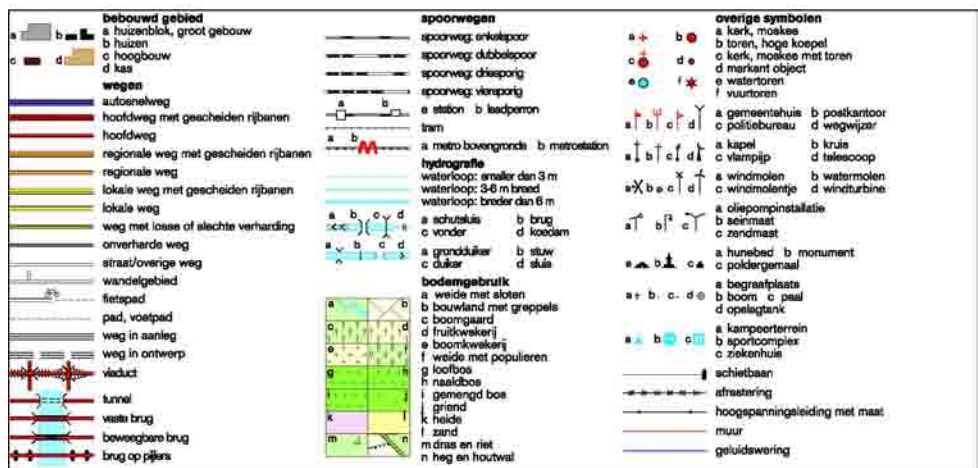 bebouwd gebied
a huizenblok, groot gebouw
b huizen
c hoogbouw
d kas
a b
c d
wegen
autosnelweg
hoofdweg met gescheiden rijbanen
hoofdweg
regionale weg met gescheiden rijbanen
regionale weg
lokale weg met gescheiden rijbanen
lokale weg
weg met losse of slechte verharding
onverharde weg
straat/overige weg
wandelgebied
fietspad
pad, voetpad
weg in aanleg
weg in ontwerp
viaduct
tunnel
vaste brug
beweegbare brug
brug op pijlers
spoorwegen
spoorweg: enkelspoor
spoorweg: dubbelspoor
spoorweg: driesporig
spoorweg: viersporig
a b
a station b laadperron
tram
a b
a metro bovengronds b metrostation
hydrografie
waterloop: smaller dan 3 m
waterloop: 3-6 m breed
waterloop: breder dan 6 m
a b c d
a schutsluis b brug
c vonder d koedam
a b c d
a grondduiker b stuw
c duiker d sluis
bodemgebruik
a weide met sloten
b bouwland met greppels
c boomgaard
d fruitkwekerij
e boomkwekerij
f weide met populieren
g loofbos
h naaldbos
i gemengd bos
j griend
k heide
l zand
m dras en riet
n heg en houtwal
a b
c d
e f
g h
i j
k l
m n
overige symbolen
a kerk, moskee
b toren, hoge koepel
c kerk, moskee met toren
d markant object
e watertoren
f vuurtoren
a b
c d
e f
a gemeentehuis b postkantoor
c politiebureau d wegwijzer
a b c d
a kapel b kruis
c vlampijp d telescoop
a b c d
a windmolen b watermolen
c windmolentje d windturbine
a b c d
a oliepompinstallatie
b seinmast
c zendmast
a b c
a hunebed b monument
c poldergemaal
a b c
a begraafplaats
b boom c paal
d opslagtank
a b c d
a kampeerterrein
b sportcomplex
c ziekenhuis
a b c
schietbaan
afrastering
hoogspanningsleiding met mast
muur
geluidswering